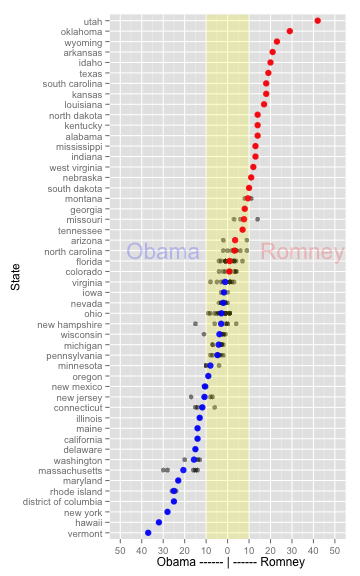 utah
oklahoma
wyoming
arkansas
idaho
texas
south carolina
kansas
louisiana
north dakota
kentucky
alabama
mississippi
indiana
west virginia
nebraska
south dakota
montana
georgia
missouri
tennessee
arizona
north carolina
Obama Romney
florida
colorado
virginia
iowa
nevada
ohio
new hampshire
wisconsin
michigan
pennsylvania
minnesota
oregon
new mexico
new jersey
connecticut
illinois
maine
california
delaware
washington
massachusetts
maryland
rhode island
district of columbia
new york
hawaii
vermont
State
50 40 30 20 10 0 10 20 30 40 50
Obama ------ | ------ Romney